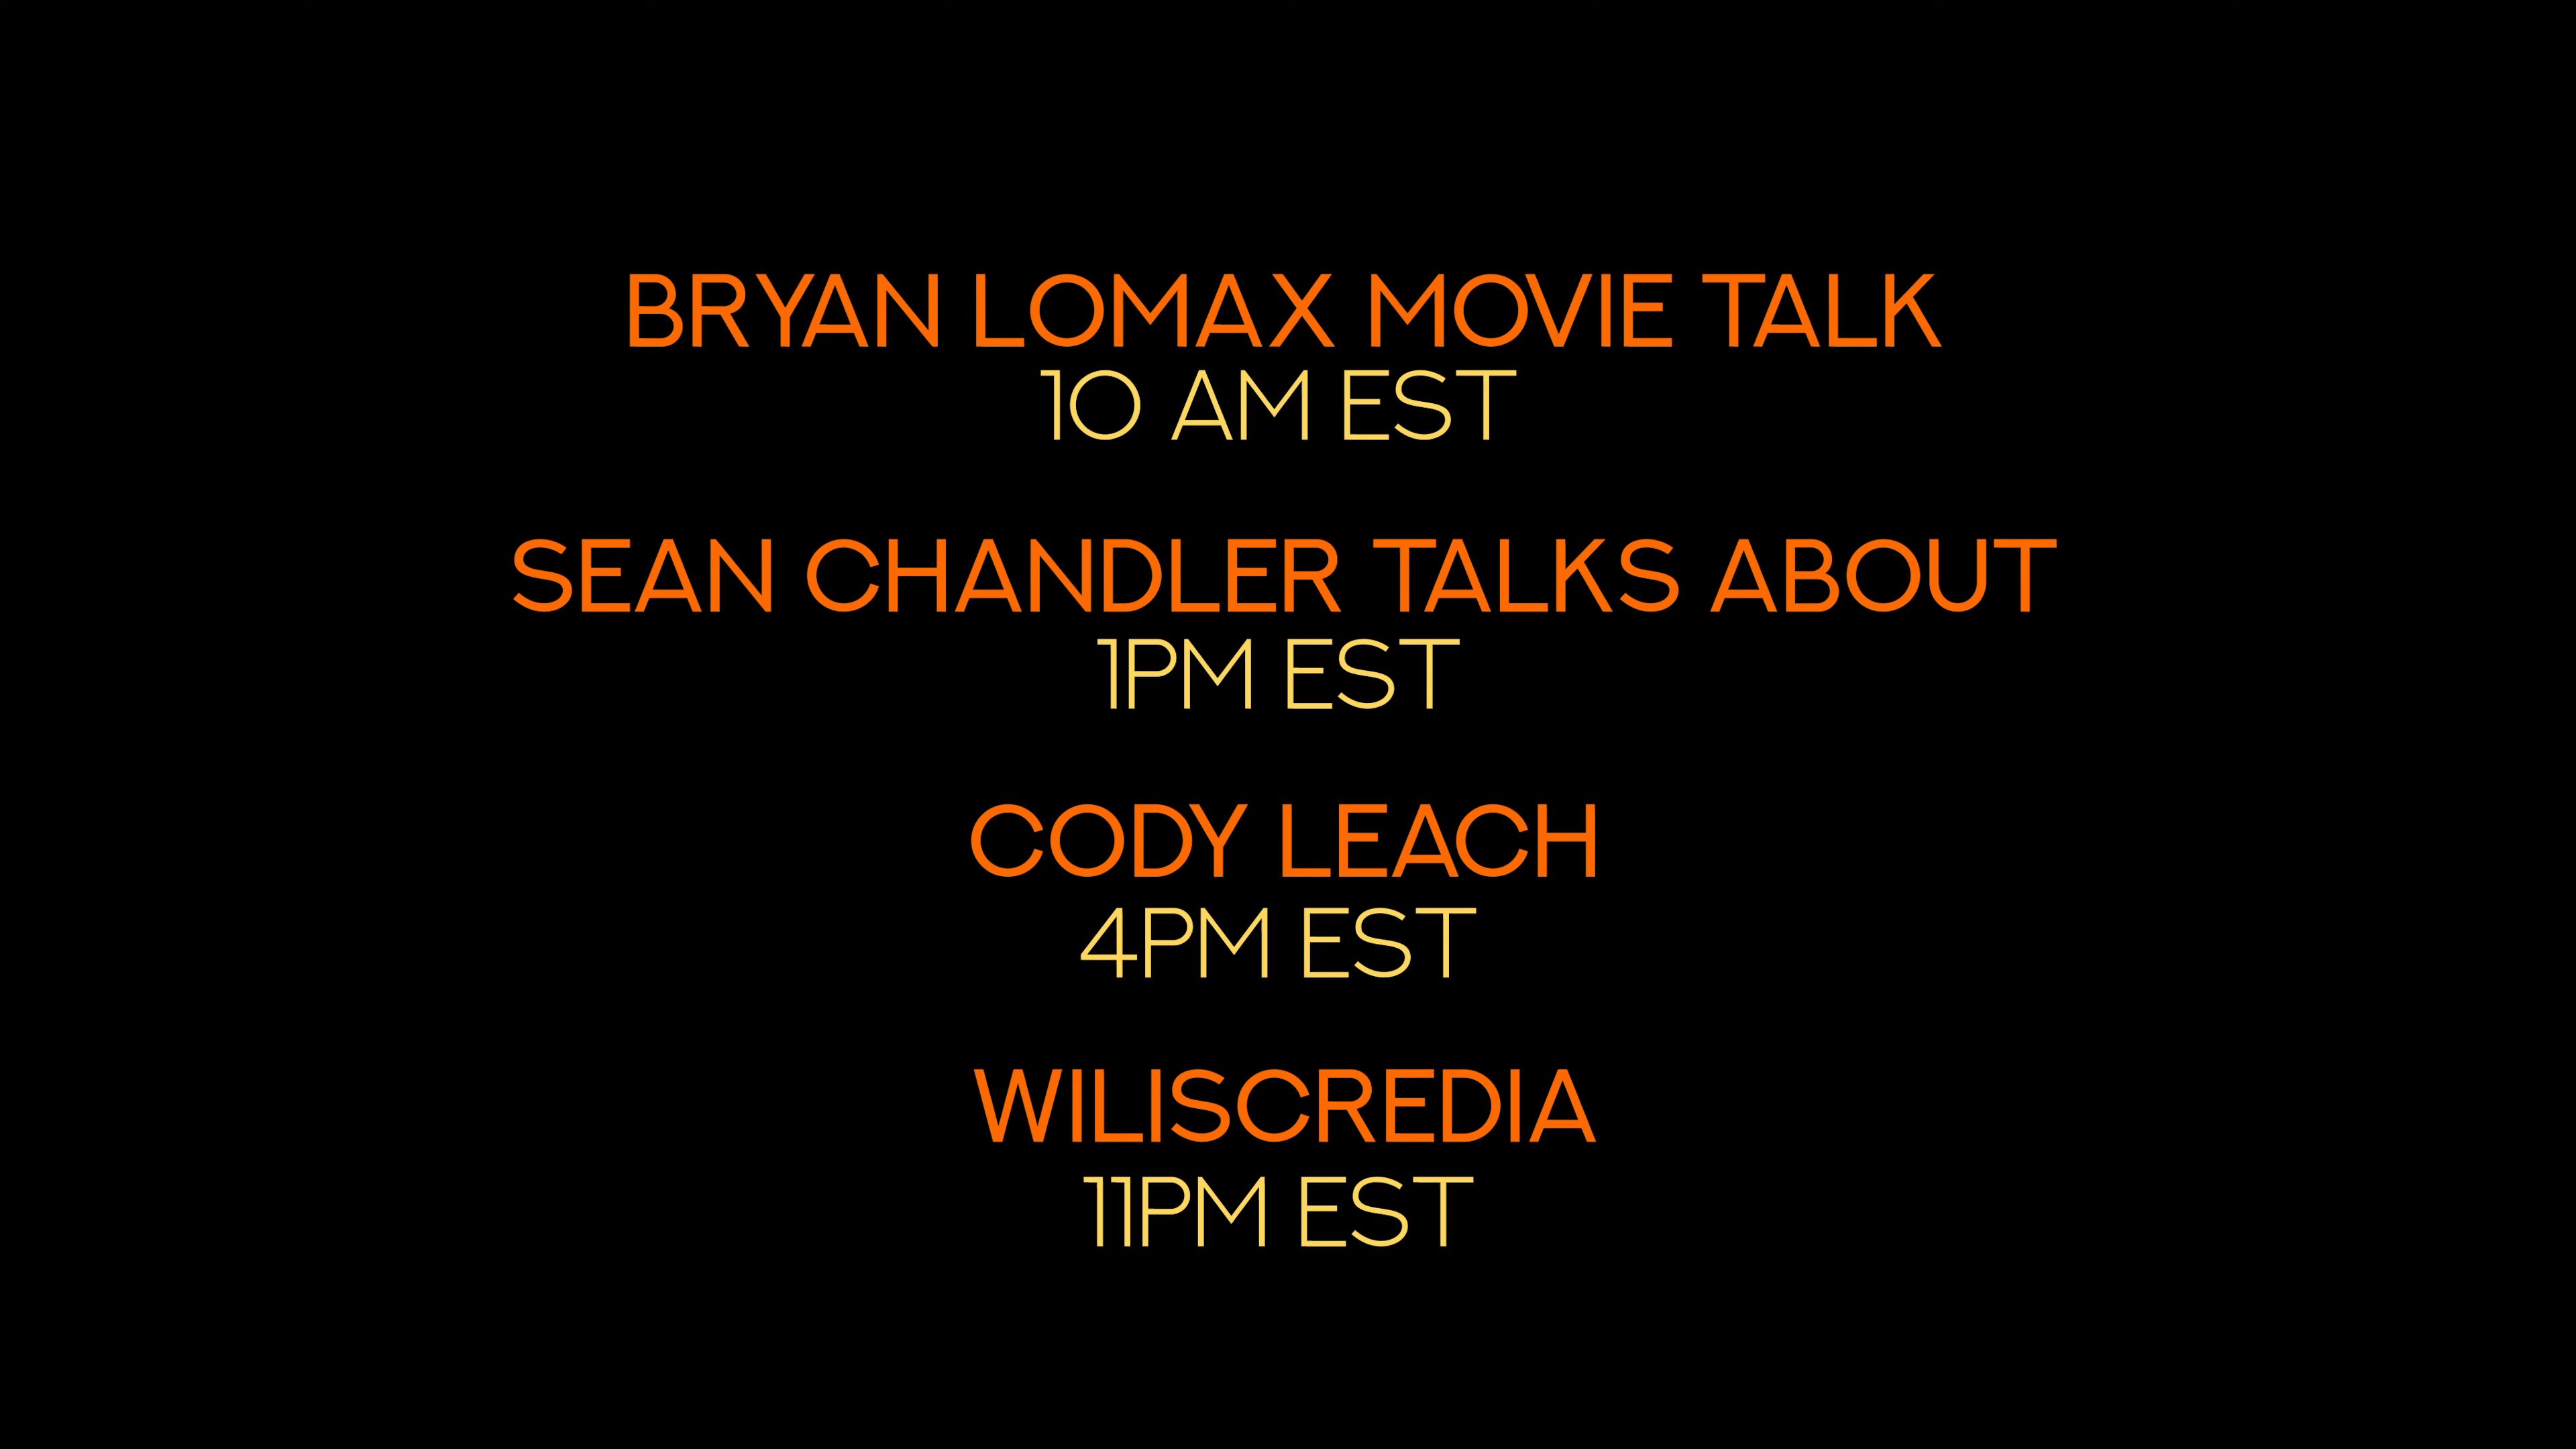 BRYAN LOMAX MOVIE TALK
10 AM EST
SEAN CHANDLER TALKS ABOUT
1PM EST
CODY LEACH
4PM EST
WILISCREDIA
11PM EST